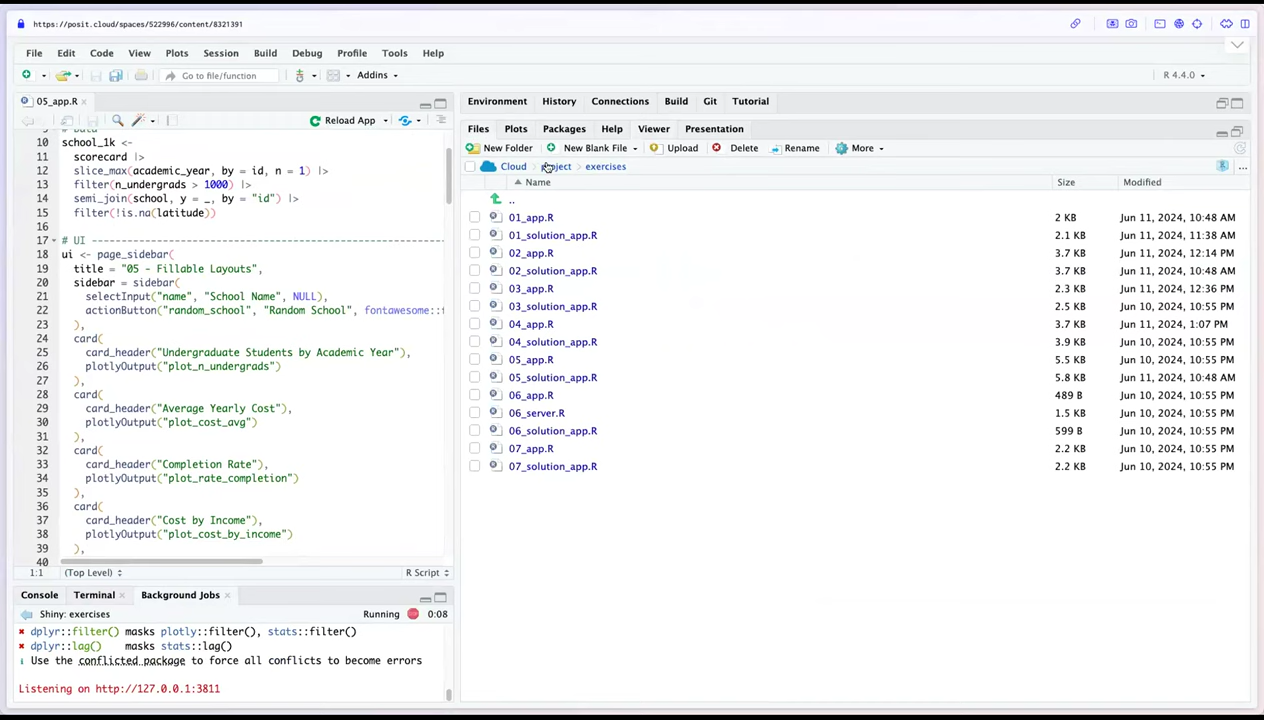 https://posit.cloud/spaces/522996/content/8321391
File Edit Code View Plots Session Build Debug Profile Tools Help
Go to file/function Addins R 4.4.0
05_app.R
Reload App
10 school_1k <-
11 scorecard |>
12 slice_max(academic_year, by = id, n = 1) |>
13 filter(n_undergrads > 1000) |>
14 semi_join(school, y = _, by = "id") |>
15 filter(!is.na(latitude))
16
17 # UI ----------------------------------------------------
18 ui <- page_sidebar(
19 title = "05 - Fillable Layouts",
20 sidebar = sidebar(
21 selectInput("name", "School Name", NULL),
22 actionButton("random_school", "Random School", fontawesome::
23 ),
24 card(
25 card_header("Undergraduate Students by Academic Year"),
26 plotlyOutput("plot_n_undergrads")
27 ),
28 card(
29 card_header("Average Yearly Cost"),
30 plotlyOutput("plot_cost_avg")
31 ),
32 card(
33 card_header("Completion Rate"),
34 plotlyOutput("plot_rate_completion")
35 ),
36 card(
37 card_header("Cost by Income"),
38 plotlyOutput("plot_cost_by_income")
39 ),
40
1:1 (Top Level) R Script
Console Terminal Background Jobs
Shiny: exercises Running 0:08
dplyr::filter() masks plotly::filter(), stats::filter()
dplyr::lag() masks stats::lag()
i Use the conflicted package to force all conflicts to become errors
Listening on http://127.0.0.1:3811
Environment History Connections Build Git Tutorial
Files Plots Packages Help Viewer Presentation
New Folder New Blank File Upload Delete Rename More
Cloud project exercises
Name Size Modified
..
01_app.R 2 KB Jun 11, 2024, 10:48 AM
01_solution_app.R 2.1 KB Jun 11, 2024, 11:38 AM
02_app.R 3.7 KB Jun 11, 2024, 12:14 PM
02_solution_app.R 3.7 KB Jun 11, 2024, 10:48 AM
03_app.R 2.3 KB Jun 11, 2024, 12:36 PM
03_solution_app.R 2.5 KB Jun 10, 2024, 10:55 PM
04_app.R 3.7 KB Jun 11, 2024, 1:07 PM
04_solution_app.R 3.9 KB Jun 10, 2024, 10:55 PM
05_app.R 5.5 KB Jun 10, 2024, 10:55 PM
05_solution_app.R 5.8 KB Jun 11, 2024, 10:48 AM
06_app.R 489 B Jun 10, 2024, 10:55 PM
06_server.R 1.5 KB Jun 10, 2024, 10:55 PM
06_solution_app.R 599 B Jun 10, 2024, 10:55 PM
07_app.R 2.2 KB Jun 10, 2024, 10:55 PM
07_solution_app.R 2.2 KB Jun 10, 2024, 10:55 PM